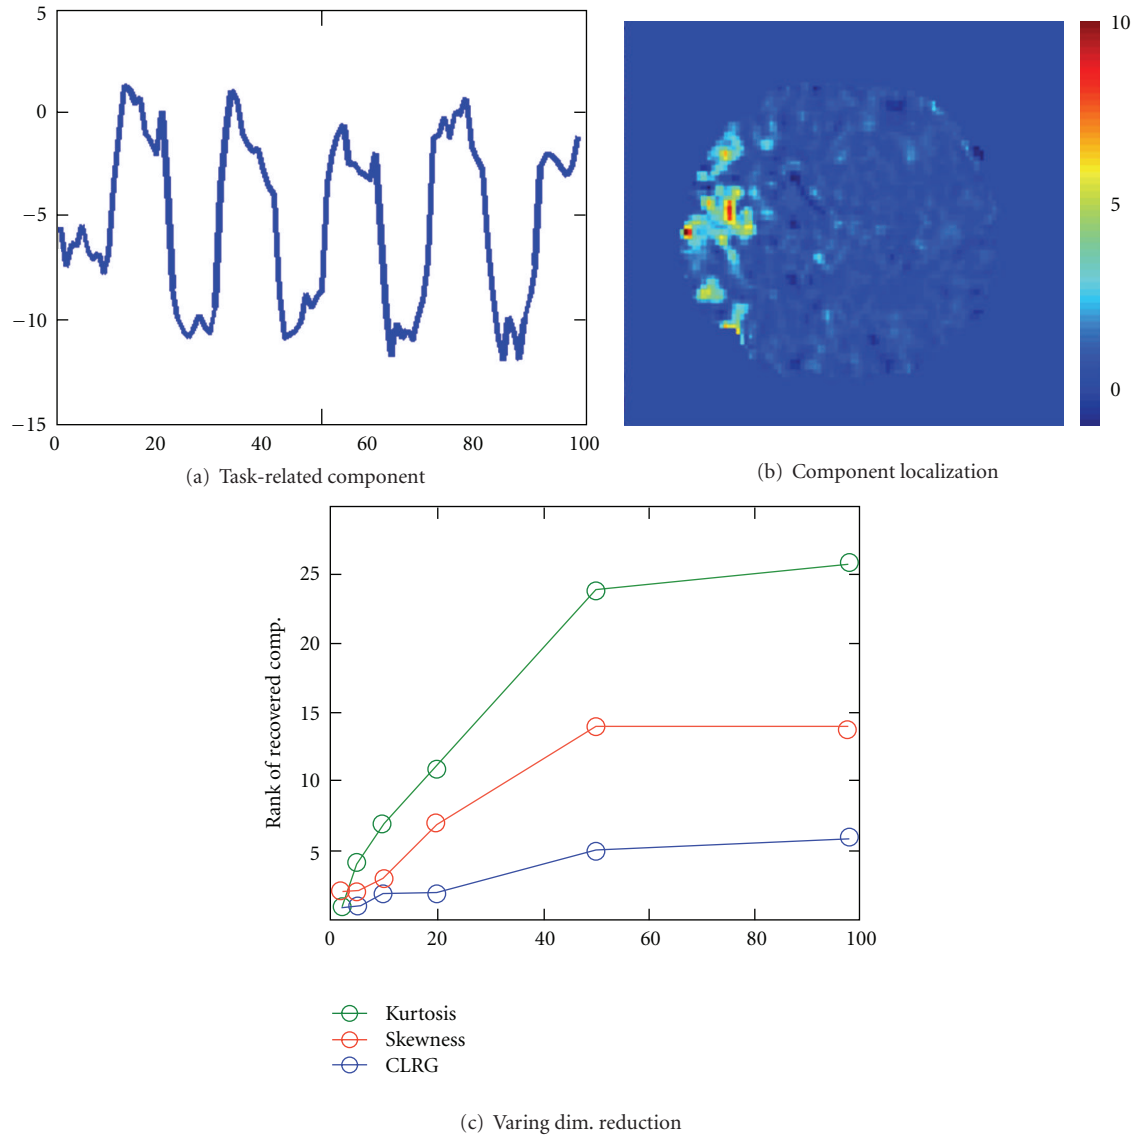 5
0
−5
−10
−15
0 20 40 60 80 100
(a) Task-related component
10
5
0
(b) Component localization
25
20
15
10
5
Rank of recovered comp.
0 20 40 60 80 100
Kurtosis
Skewness
CLRG
(c) Varing dim. reduction